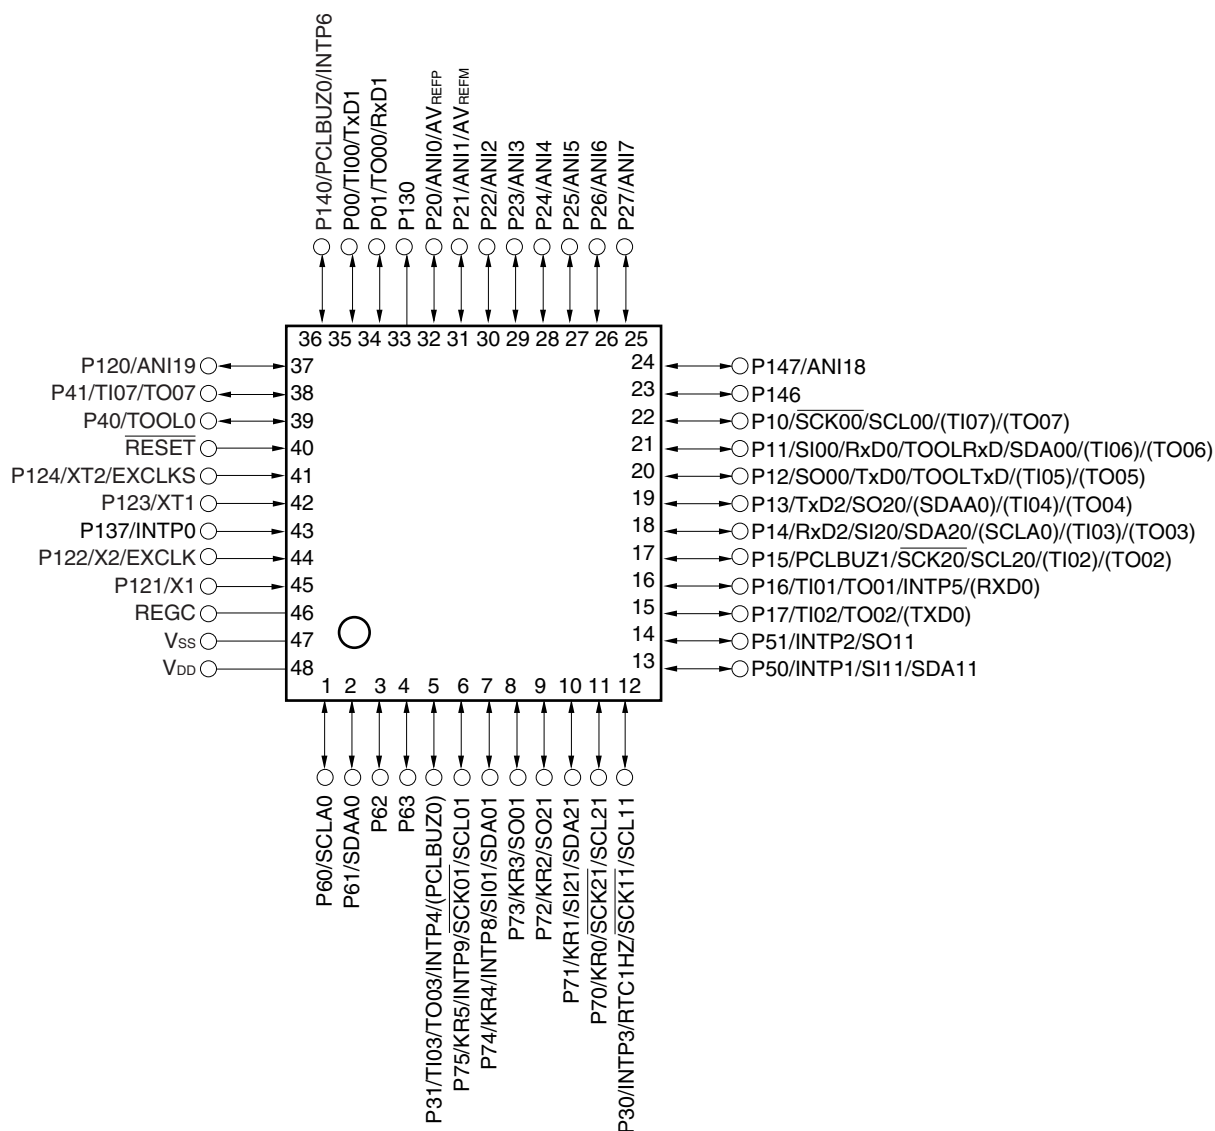 P140/PCLBUZ0/INTP6
P00/TI00/TxD1
P01/TO00/RxD1
P130
P20/ANI0/AVREFP
P21/ANI1/AVREFM
P22/ANI2
P23/ANI3
P24/ANI4
P25/ANI5
P26/ANI6
P27/ANI7
36 35 34 33 32 31 30 29 28 27 26 25
P120/ANI19 37
P41/TI07/TO07 38
P40/TOOL0 39
RESET 40
P124/XT2/EXCLKS 41
P123/XT1 42
P137/INTP0 43
P122/X2/EXCLK 44
P121/X1 45
REGC 46
VSS 47
VDD 48
24 P147/ANI18
23 P146
22 P10/SCK00/SCL00/(TI07)/(TO07)
21 P11/SI00/RxD0/TOOLRxD/SDA00/(TI06)/(TO06)
20 P12/SO00/TxD0/TOOLTxD/(TI05)/(TO05)
19 P13/TxD2/SO20/(SDAA0)/(TI04)/(TO04)
18 P14/RxD2/SI20/SDA20/(SCLA0)/(TI03)/(TO03)
17 P15/PCLBUZ1/SCK20/SCL20/(TI02)/(TO02)
16 P16/TI01/TO01/INTP5/(RXD0)
15 P17/TI02/TO02/(TXD0)
14 P51/INTP2/SO11
13 P50/INTP1/SI11/SDA11
1 2 3 4 5 6 7 8 9 10 11 12
P60/SCLA0
P61/SDAA0
P62
P63
P31/TI03/TO03/INTP4/(PCLBUZ0)
P75/KR5/INTP9/SCK01/SCL01
P74/KR4/INTP8/SI01/SDA01
P73/KR3/SO01
P72/KR2/SO21
P71/KR1/SI21/SDA21
P70/KR0/SCK21/SCL21
P30/INTP3/RTC1HZ/SCK11/SCL11